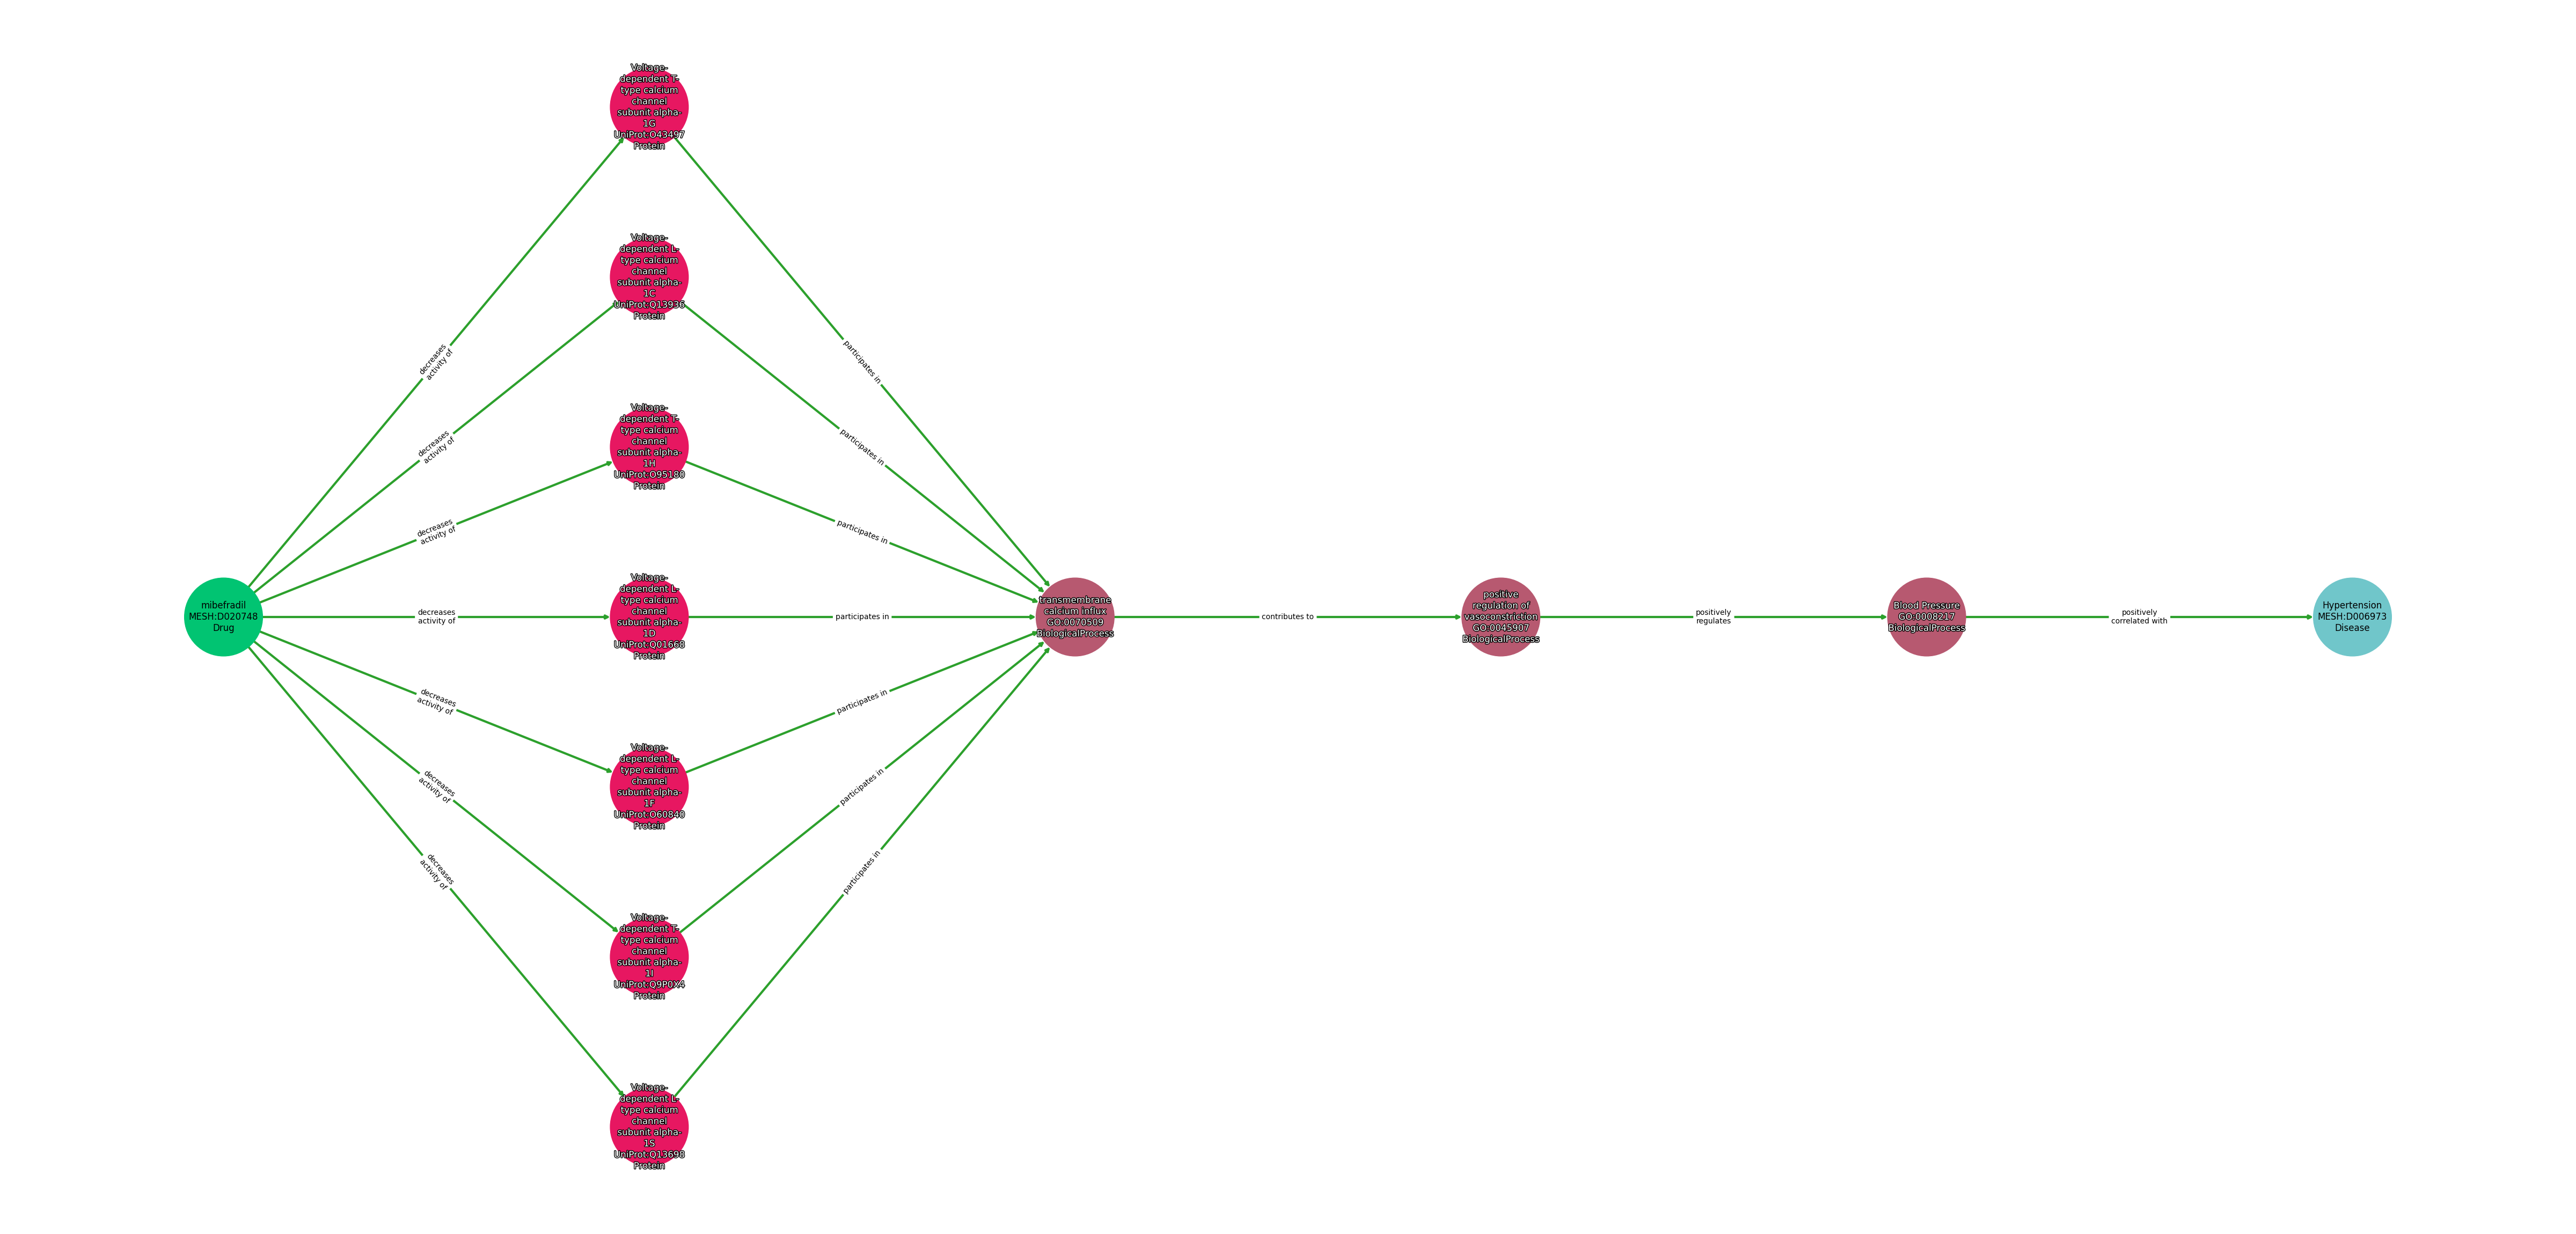 Voltage-
dependent T-
type calcium
channel
subunit alpha-
1G
UniProt:O43497
Protein
Voltage-
dependent L-
type calcium
channel
subunit alpha-
1C
UniProt:Q13936
Protein
Voltage-
dependent T-
type calcium
channel
subunit alpha-
1H
UniProt:O95180
Protein
Voltage-
dependent L-
type calcium
channel
subunit alpha-
1D
UniProt:Q01668
Protein
Voltage-
dependent L-
type calcium
channel
subunit alpha-
1F
UniProt:O60840
Protein
Voltage-
dependent T-
type calcium
channel
subunit alpha-
1I
UniProt:Q9P0X4
Protein
Voltage-
dependent L-
type calcium
channel
subunit alpha-
1S
UniProt:Q13698
Protein
mibefradil
MESH:D020748
Drug
decreases
activity of
decreases
activity of
decreases
activity of
decreases
activity of
decreases
activity of
decreases
activity of
decreases
activity of
participates in
participates in
participates in
participates in
participates in
participates in
participates in
transmembrane
calcium influx
GO:0070509
BiologicalProcess
contributes to
positive
regulation of
vasoconstriction
GO:0045907
BiologicalProcess
positively
regulates
Blood Pressure
GO:0008217
BiologicalProcess
positively
correlated with
Hypertension
MESH:D006973
Disease